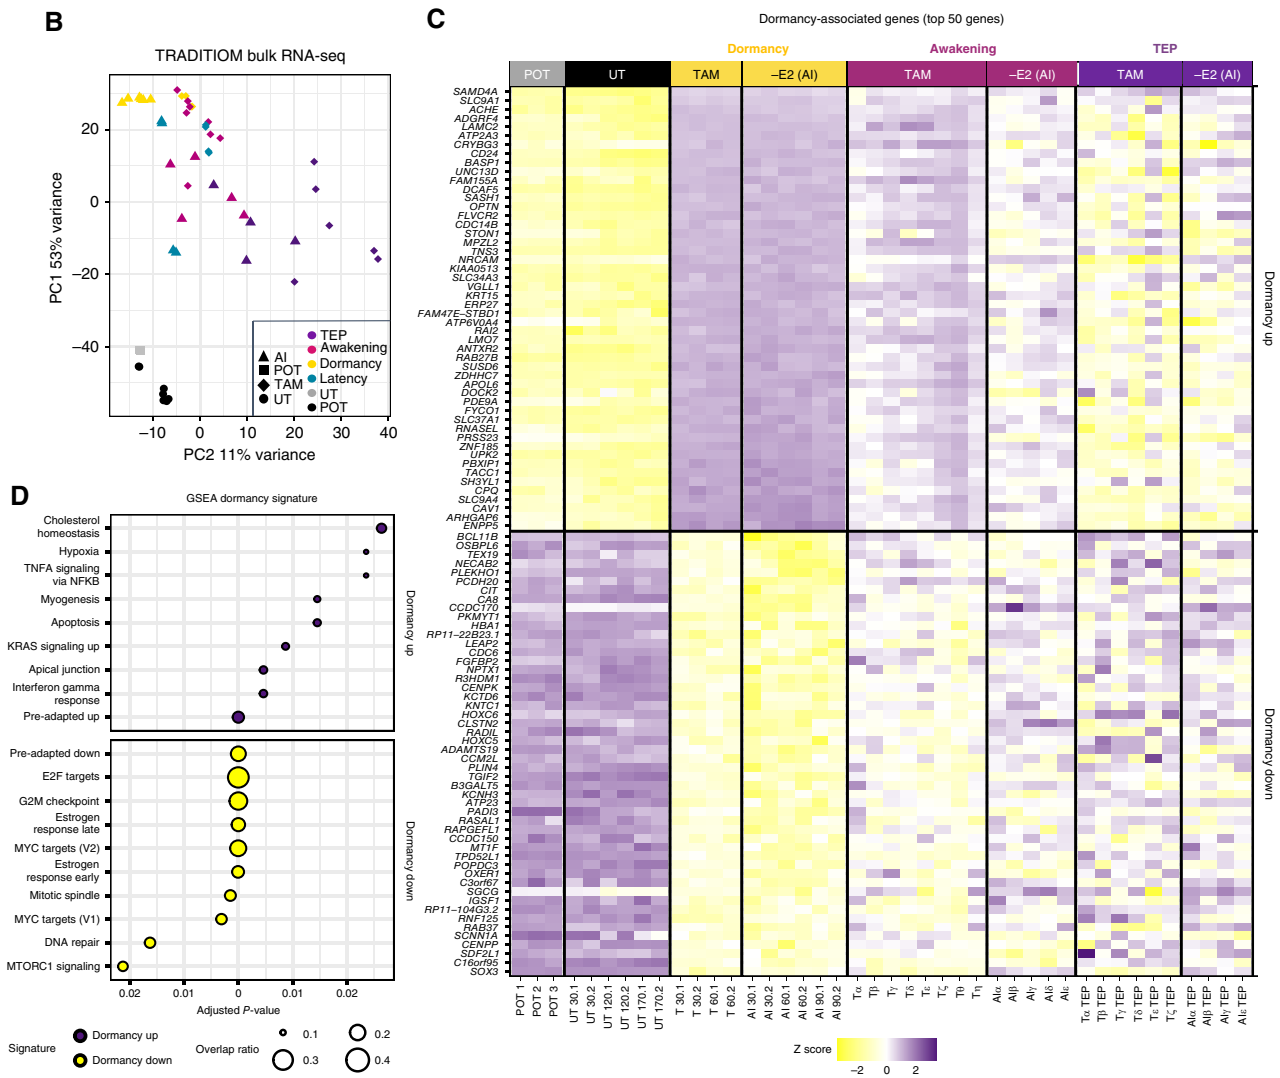 B
TRADITIOM bulk RNA-seq
PC1 53% variance
20
0
−20
−40
−10
0
10
20
30
40
PC2 11% variance
AI
POT
TAM
UT
TEP
Awakening
Dormancy
Latency
UT
POT
C
Dormancy-associated genes (top 50 genes)
Dormancy
Awakening
TEP
POT
UT
TAM
−E2 (AI)
TAM
−E2 (AI)
TAM
−E2 (AI)
SAMD4A
SLC9A1
ACHE
ADGRF4
LAMC2
ATP2A3
CRYBG3
CD24
BASP1
UNC13D
FAM155A
DCAF5
SASH1
OPTN
FLVCR2
CDC14B
STON1
MPZL2
TNS3
NRCAM
KIAA0513
SLC34A3
VGLL1
KRT15
ERP27
FAM47E−STBD1
ATP6V0A4
RAI2
LMO7
ANTXR2
RAB27B
SUSD6
ZDHHC7
APOL6
DOCK2
PDE9A
FYCO1
SLC37A1
RNASEL
PRSS23
ZNF185
UPK2
PBXIP1
TACC1
SH3YL1
CPQ
SLC9A4
CAV1
ARHGAP6
ENPP5
Dormancy up
BCL11B
OSBPL6
TEX19
NECAB2
PLEKHO1
PCDH20
CIT
CA8
CCDC170
PKMYT1
HBA1
RP11−22B23.1
LEAP2
CDC6
FGFBP2
NPTX1
R3HDM1
CENPK
KCTD6
KNTC1
HOXC6
CLSTN2
RADIL
HOXC5
ADAMTS19
CCM2L
PLIN4
TGIF2
B3GALT5
KCNH3
ATP23
PADI3
RASAL1
RAPGEFL1
CCDC150
MT1F
TPD52L1
POPDC3
OXER1
C3orf67
SGCG
IGSF1
RP11−104G3.2
RNF125
RAB37
SCNN1A
CENPP
SDF2L1
C16orf95
SOX3
Dormancy down
POT 1
POT 2
POT 3
UT 30.1
UT 30.2
UT 120.1
UT 120.2
UT 170.1
UT 170.2
T 30.1
T 30.2
T 60.1
T 60.2
AI 30.1
AI 30.2
AI 60.1
AI 60.2
AI 90.1
AI 90.2
Tα
Tβ
Tγ
Tδ
Tε
Tζ
Tθ
Tη
AIα
AIβ
AIγ
AIδ
AIε
Tα TEP
Tβ TEP
Tγ TEP
Tδ TEP
Tε TEP
Tζ TEP
AIα TEP
AIβ TEP
AIγ TEP
AIε TEP
Z score
−2
0
2
D
GSEA dormancy signature
Cholesterol
homeostasis
Hypoxia
TNFA signaling
via NFKB
Myogenesis
Apoptosis
KRAS signaling up
Apical junction
Interferon gamma
response
Pre-adapted up
Dormancy up
Pre-adapted down
E2F targets
G2M checkpoint
Estrogen
response late
MYC targets (V2)
Estrogen
response early
Mitotic spindle
MYC targets (V1)
DNA repair
MTORC1 signaling
Dormancy down
0.02
0.01
0
0.01
0.02
Adjusted P-value
Signature
Dormancy up
Dormancy down
Overlap ratio
0.1
0.2
0.3
0.4